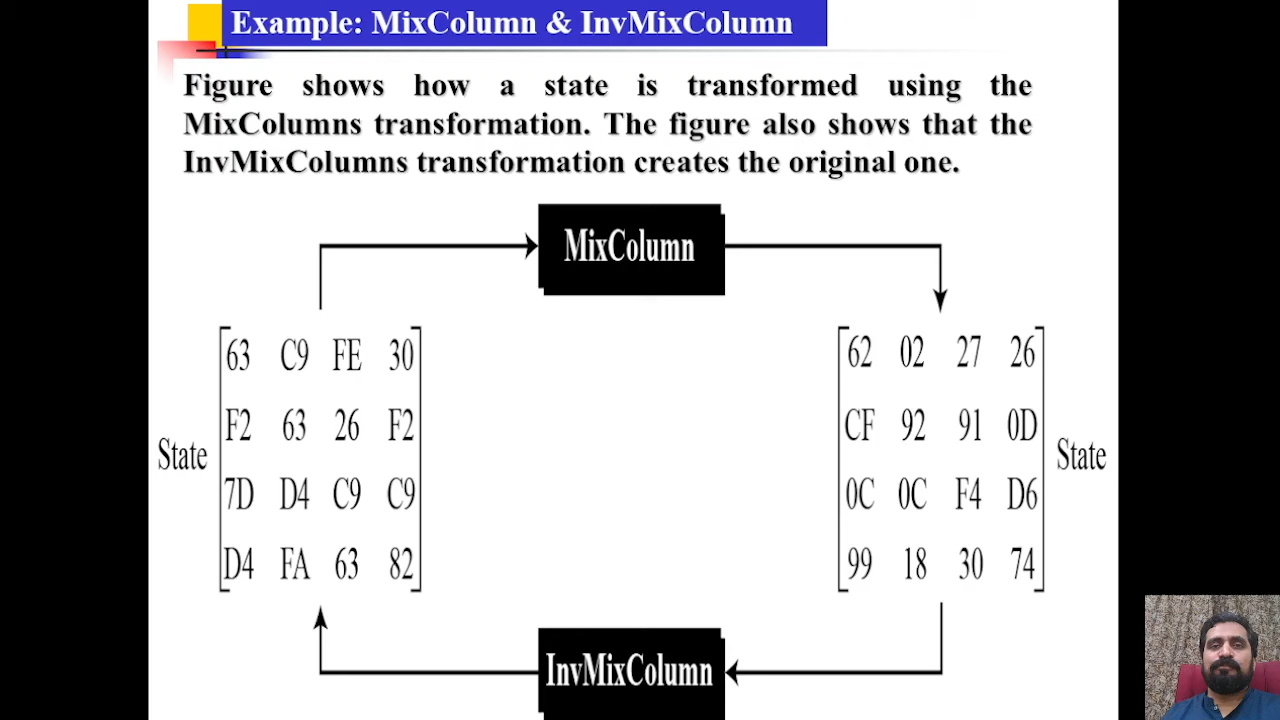 Example: MixColumn & InvMixColumn
Figure shows how a state is transformed using the
MixColumns transformation. The figure also shows that the
InvMixColumns transformation creates the original one.
MixColumn
63 C9 FE 30
F2 63 26 F2
7D D4 C9 C9
D4 FA 63 82
State
62 02 27 26
CF 92 91 0D
0C 0C F4 D6
99 18 30 74
State
InvMixColumn